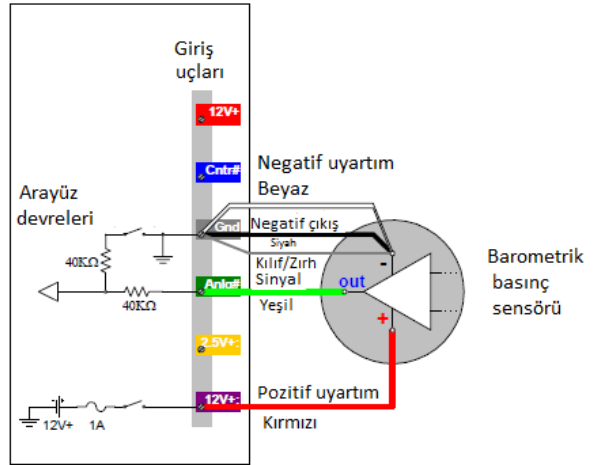 Giriş
uçları
12V+
Cntr#
Negatif uyartım
Beyaz
Arayüz
devreleri
Gnd
Negatif çıkış
Siyah
Kılıf/Zırh
40KΩ
Anlg#
Sinyal
out
-
Barometrik
basınç
sensörü
40KΩ
Yeşil
+
2.5V+:
12V+:
Pozitif uyartım
Kırmızı
12V+
1A